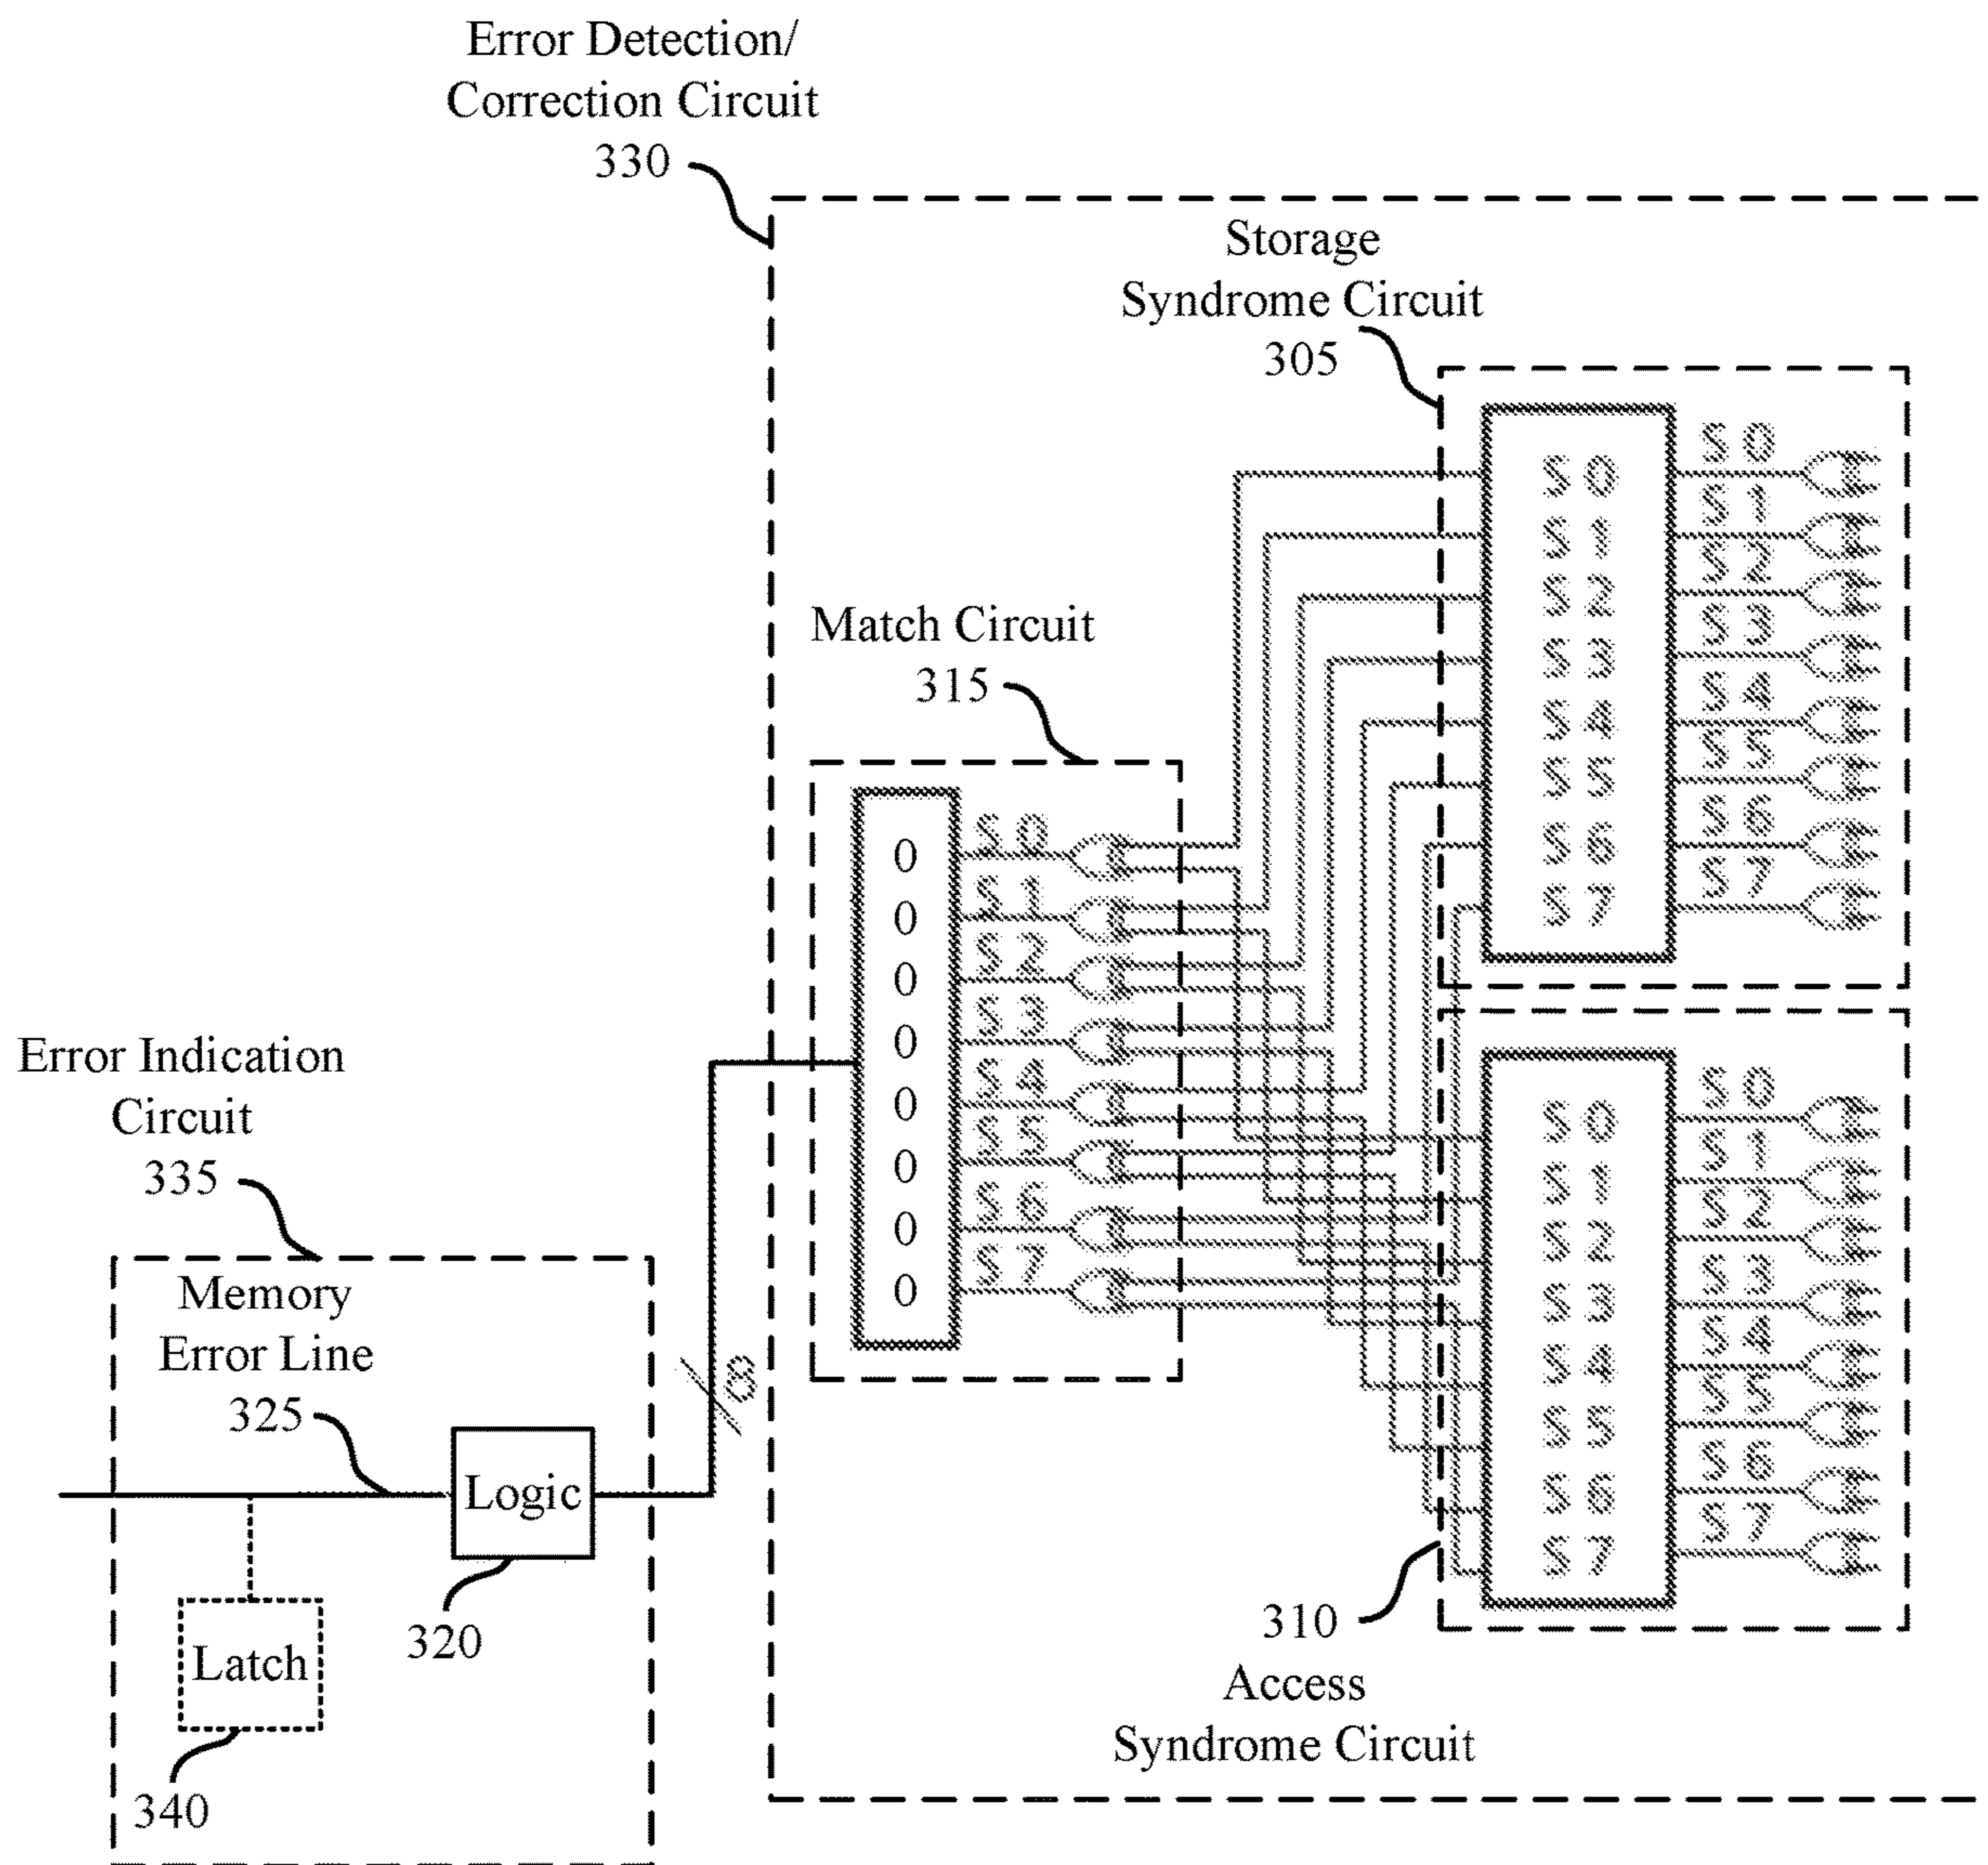 Error Detection/
Correction Circuit
330
Storage
Syndrome Circuit
305
S0
S1
S2
S3
S4
S5
S6
S7
S0
S1
S2
S3
S4
S5
S6
S7
Match Circuit
315
0
0
0
0
0
0
0
0
S0
S1
S2
S3
S4
S5
S6
S7
Error Indication
Circuit
335
Memory
Error Line
325
Logic
320
Latch
340
8
S0
S1
S2
S3
S4
S5
S6
S7
S0
S1
S2
S3
S4
S5
S6
S7
310
Access
Syndrome Circuit